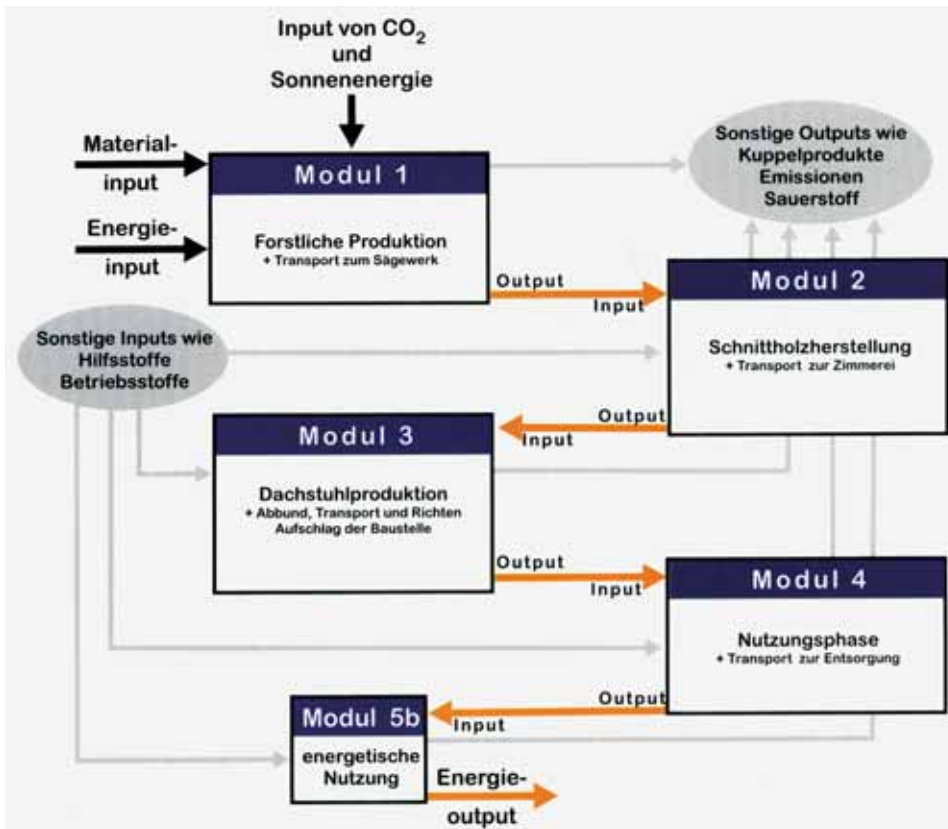 Input von CO₂
und
Sonnenenergie
Material-
input
Modul 1
Sonstige Outputs wie
Kuppelprodukte
Emissionen
Sauerstoff
Energie-
input
Forstliche Produktion
+ Transport zum Sägewerk
Output
Input
Modul 2
Schnittholzherstellung
+ Transport zur Zimmerei
Sonstige Inputs wie
Hilfsstoffe
Betriebsstoffe
Output
Input
Modul 3
Dachstuhlproduktion
+ Abbund, Transport und Richten
Aufschlag der Baustelle
Output
Input
Modul 4
Nutzungsphase
+ Transport zur Entsorgung
Output
Input
Modul 5b
energetische
Nutzung
Energie-
output